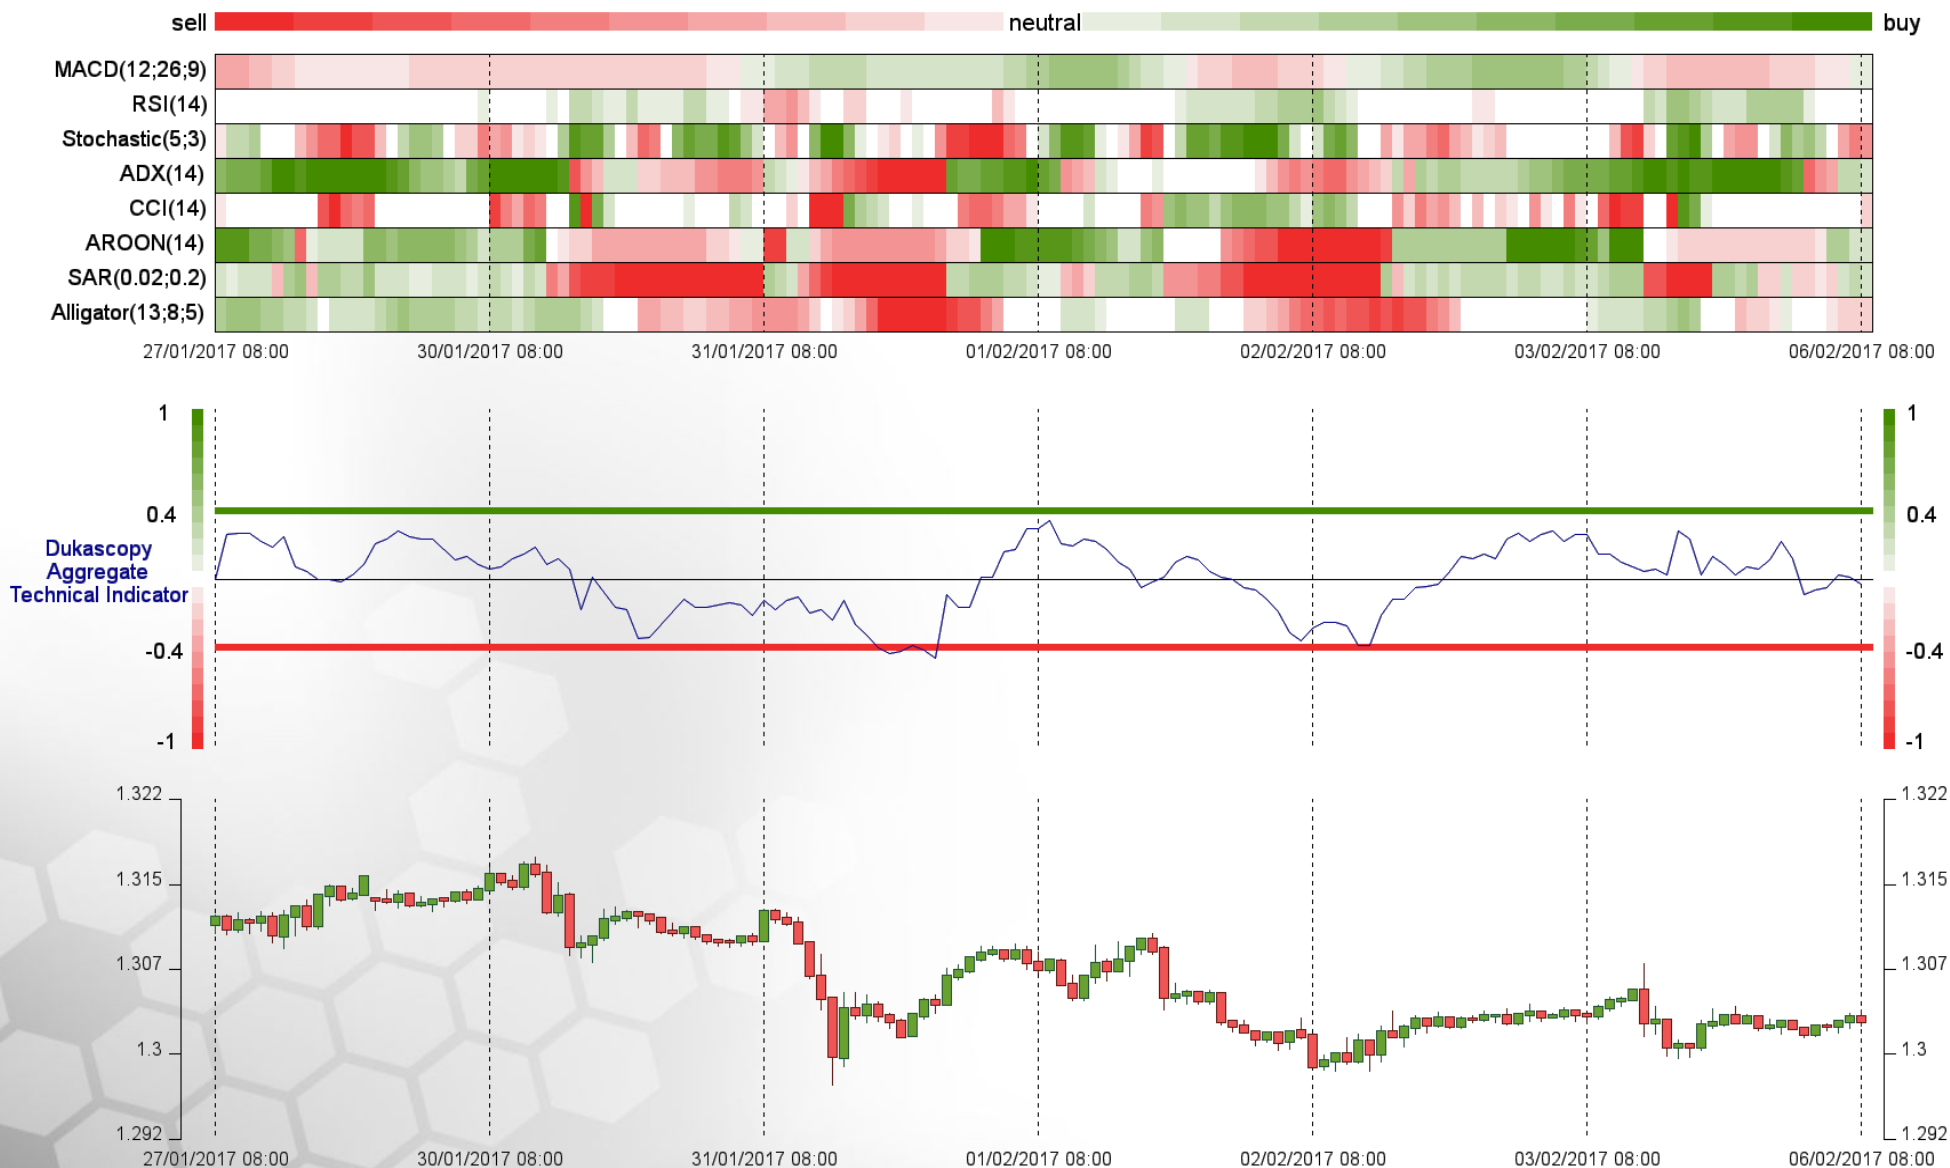 sell neutral buy
MACD(12;26;9)
RSI(14)
Stochastic(5;3)
ADX(14)
CCI(14)
AROON(14)
SAR(0.02;0.2)
Alligator(13;8;5)
27/01/2017 08:00 30/01/2017 08:00 31/01/2017 08:00 01/02/2017 08:00 02/02/2017 08:00 03/02/2017 08:00 06/02/2017 08:00
1 1
0.4 0.4
Dukascopy
Aggregate
Technical Indicator
-0.4 -0.4
-1 -1
1.322 1.322
1.315 1.315
1.307 1.307
1.3 1.3
1.292 1.292
27/01/2017 08:00 30/01/2017 08:00 31/01/2017 08:00 01/02/2017 08:00 02/02/2017 08:00 03/02/2017 08:00 06/02/2017 08:00